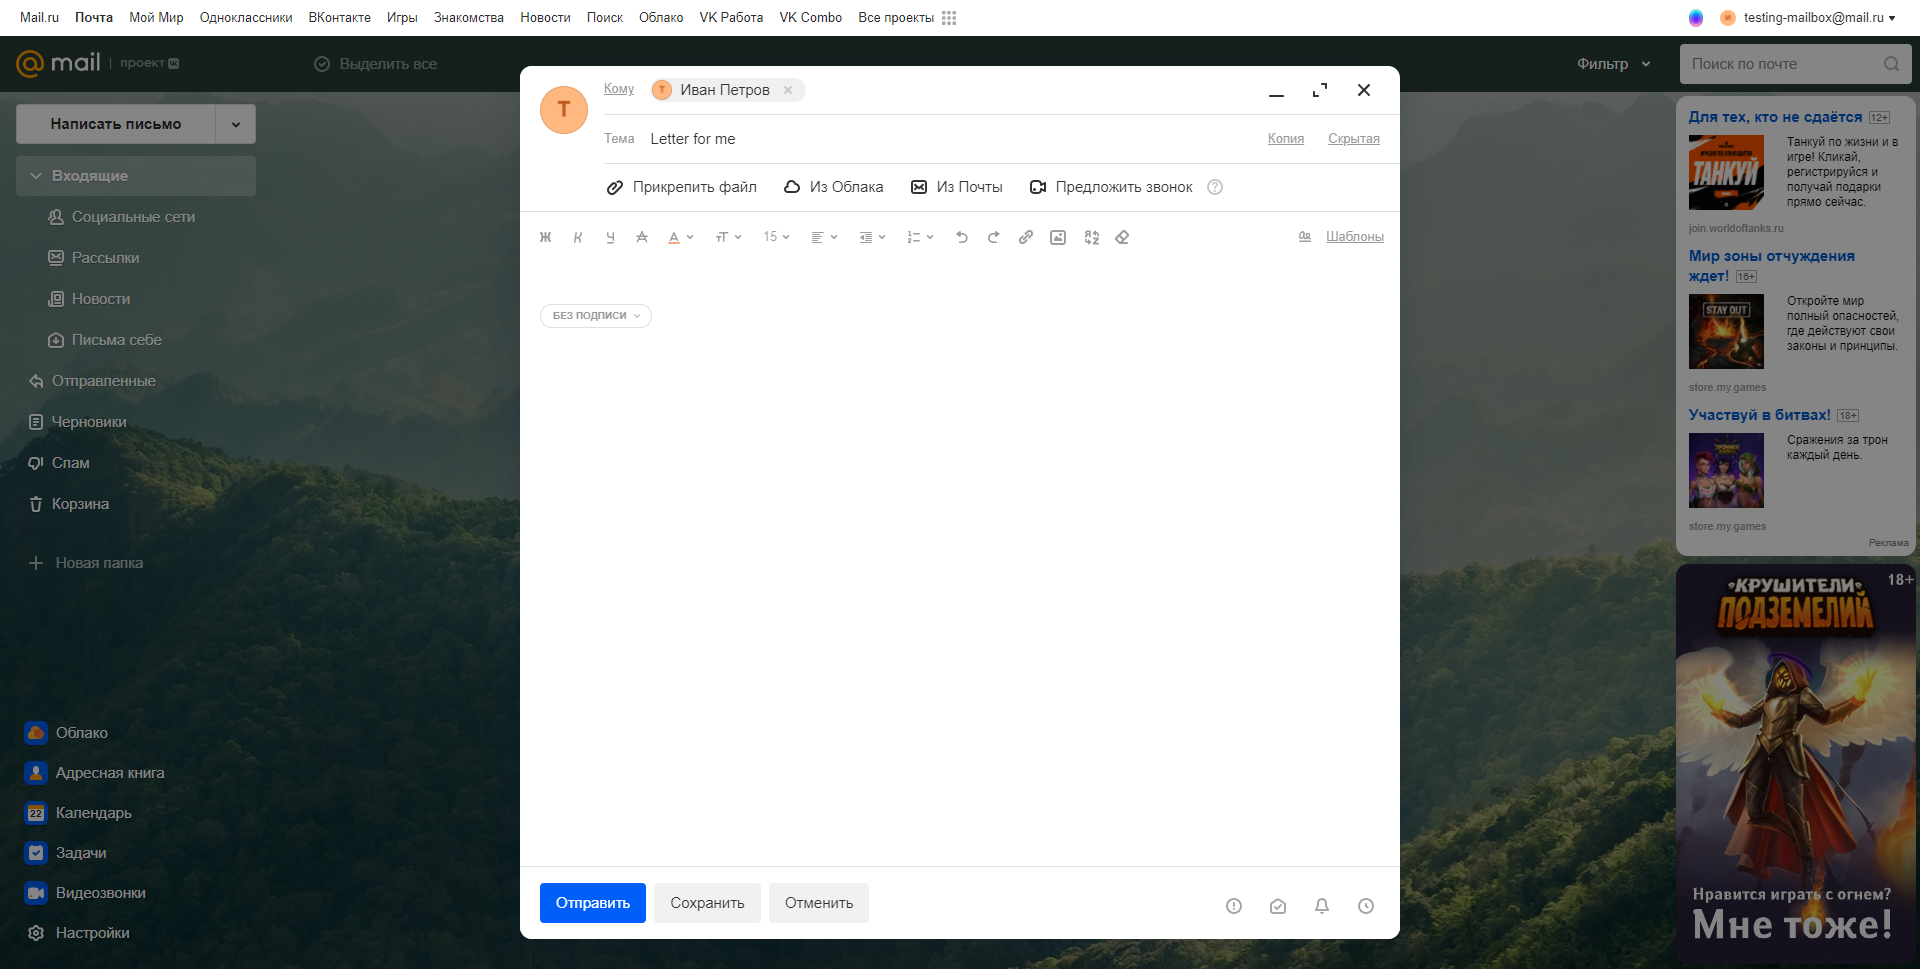 Mail.ru Почта Мой Мир Одноклассники ВКонтакте Игры Знакомства Новости Поиск Облако VK Работа VK Combo Все проекты testing-mailbox@mail.ru
mail проект Выделить все Фильтр Поиск по почте
Написать письмо
Входящие
Социальные сети
Рассылки
Новости
Письма себе
Отправленные
Черновики
Спам
Корзина
Новая папка
Облако
Адресная книга
22 Календарь
Задачи
Видеозвонки
Настройки
Т
Кому Т Иван Петров
Тема Letter for me Копия Скрытая
Прикрепить файл Из Облака Из Почты Предложить звонок ?
Ж К Ч А А тТ 15 Шаблоны
БЕЗ ПОДПИСИ
Отправить Сохранить Отменить
Для тех, кто не сдаётся 12+
ТАНКУЙ
Танкуй по жизни и в
игре! Кликай,
регистрируйся и
получай подарки
прямо сейчас.
join.worldoftanks.ru
Мир зоны отчуждения
ждет! 16+
STAY OUT
Откройте мир
полный опасностей,
где действуют свои
законы и принципы.
store.my.games
Участвуй в битвах! 18+
Сражения за трон
каждый день.
store.my.games
Реклама
18+
КРУШИТЕЛИ
ПОДЗЕМЕЛИЙ
Нравится играть с огнем?
Мне тоже!